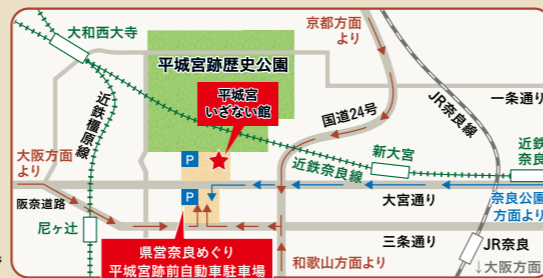 大和西大寺
京都方面
より
平城宮跡歴史公園
平城宮
いざない館
国道24号
JR奈良線
一条通り
近鉄橿原線
大阪方面
より
P
新大宮
近鉄
奈良
近鉄奈良線
阪奈道路
P
大宮通り
奈良公園
方面より
尼ヶ辻
三条通り
県営奈良めぐり
平城宮跡前自動車駐車場
和歌山方面より
JR奈良
↓大阪方面